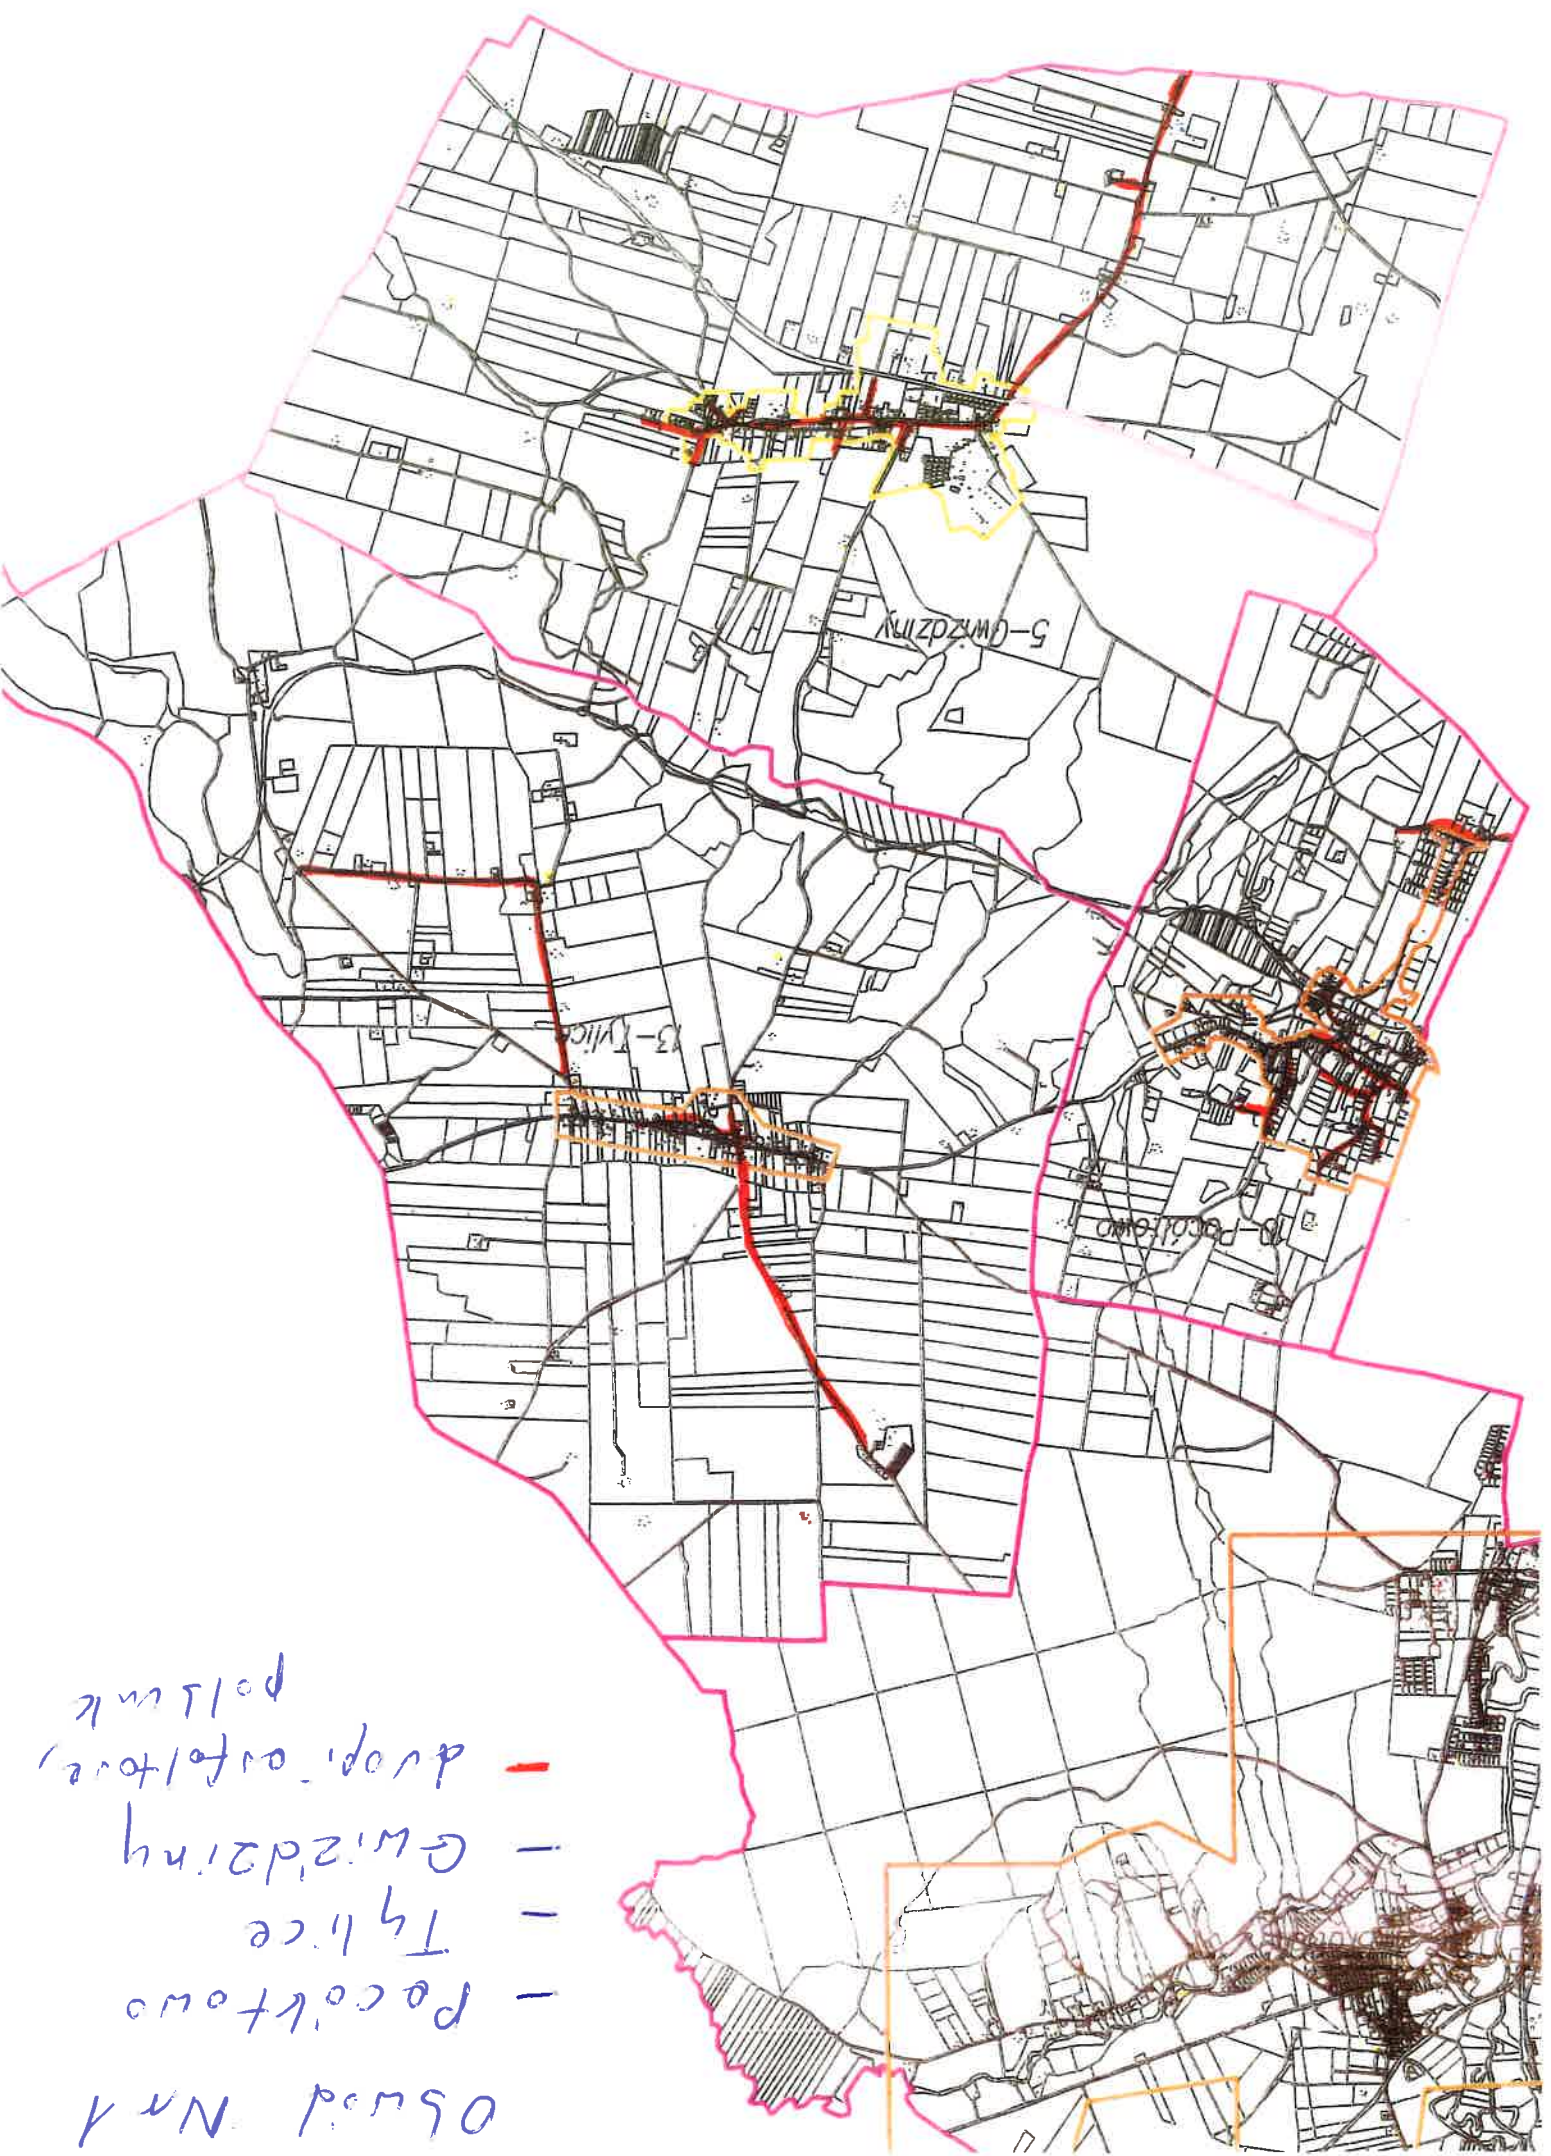 Obwód Nr 1
- Pacółtowo
- Tylice
- Gwiździny
- drogi asfaltowe,
polbruk
10-Pacółtowo
13-Tylice
5-Gwiździny